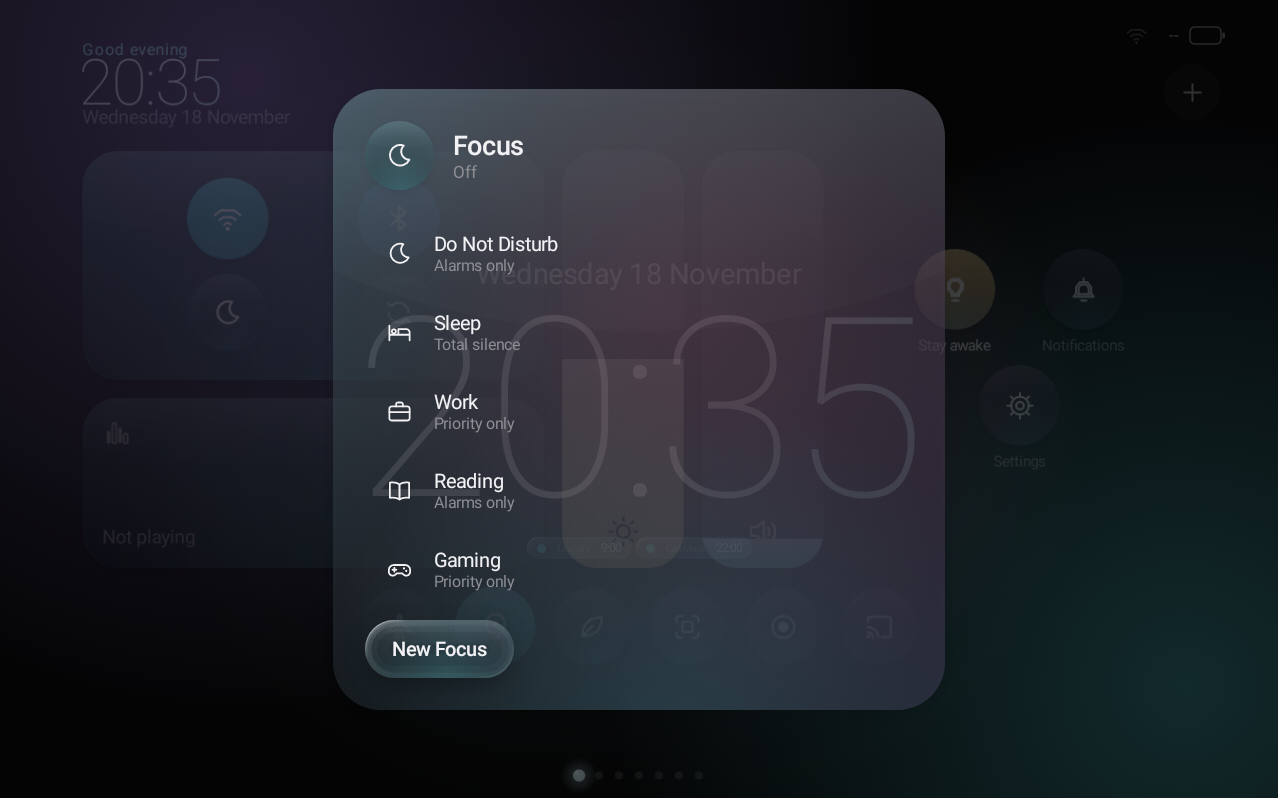 Good evening
20:35
Wednesday 18 November
Focus
Off
Do Not Disturb
Alarms only
Wednesday 18 November
Sleep
Total silence
20:35
Work
Priority only
Reading
Alarms only
Gaming
Priority only
New Focus
Stay awake
Notifications
Settings
Not playing
9:00
22:00
--